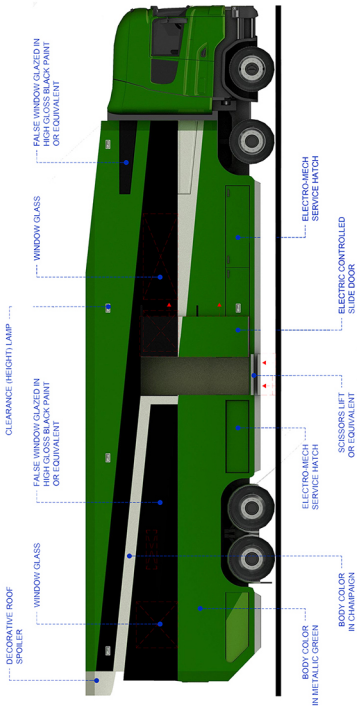 DECORATIVE ROOF
SPOILER
WINDOW GLASS
FALSE WINDOW GLAZED IN
HIGH GLOSS BLACK PAINT
OR EQUIVALENT
CLEARANCE (HEIGHT) LAMP
WINDOW GLASS
FALSE WINDOW GLAZED IN
HIGH GLOSS BLACK PAINT
OR EQUIVALENT
BODY COLOR
IN METALLIC GREEN
BODY COLOR
IN CHAMPAIGN
ELECTRO-MECH
SERVICE HATCH
SCISSORS LIFT
OR EQUIVALENT
ELECTRIC CONTROLLED
SLIDE DOOR
ELECTRO-MECH
SERVICE HATCH